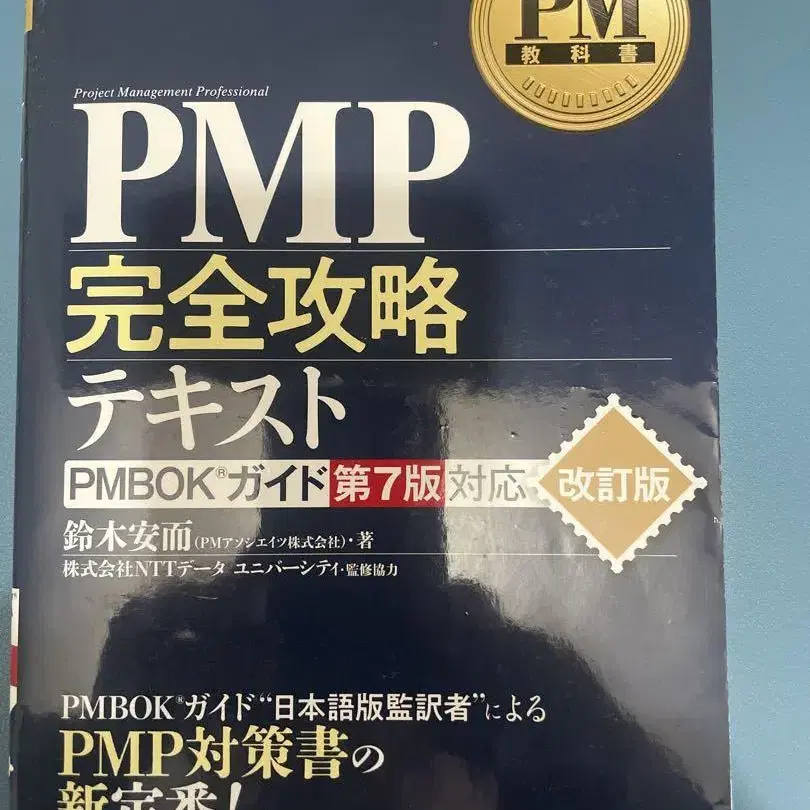 PM
教科書
Project Management Professional
PMP
完全攻略
テキスト
PMBOK®ガイド第7版対応
改訂版
鈴木安而(PMアソシエイツ株式会社)・著
株式会社NTTデータ ユニバーシティ・監修協力
PMBOK®ガイド“日本語版監訳者”による
PMP対策書の
新定番!